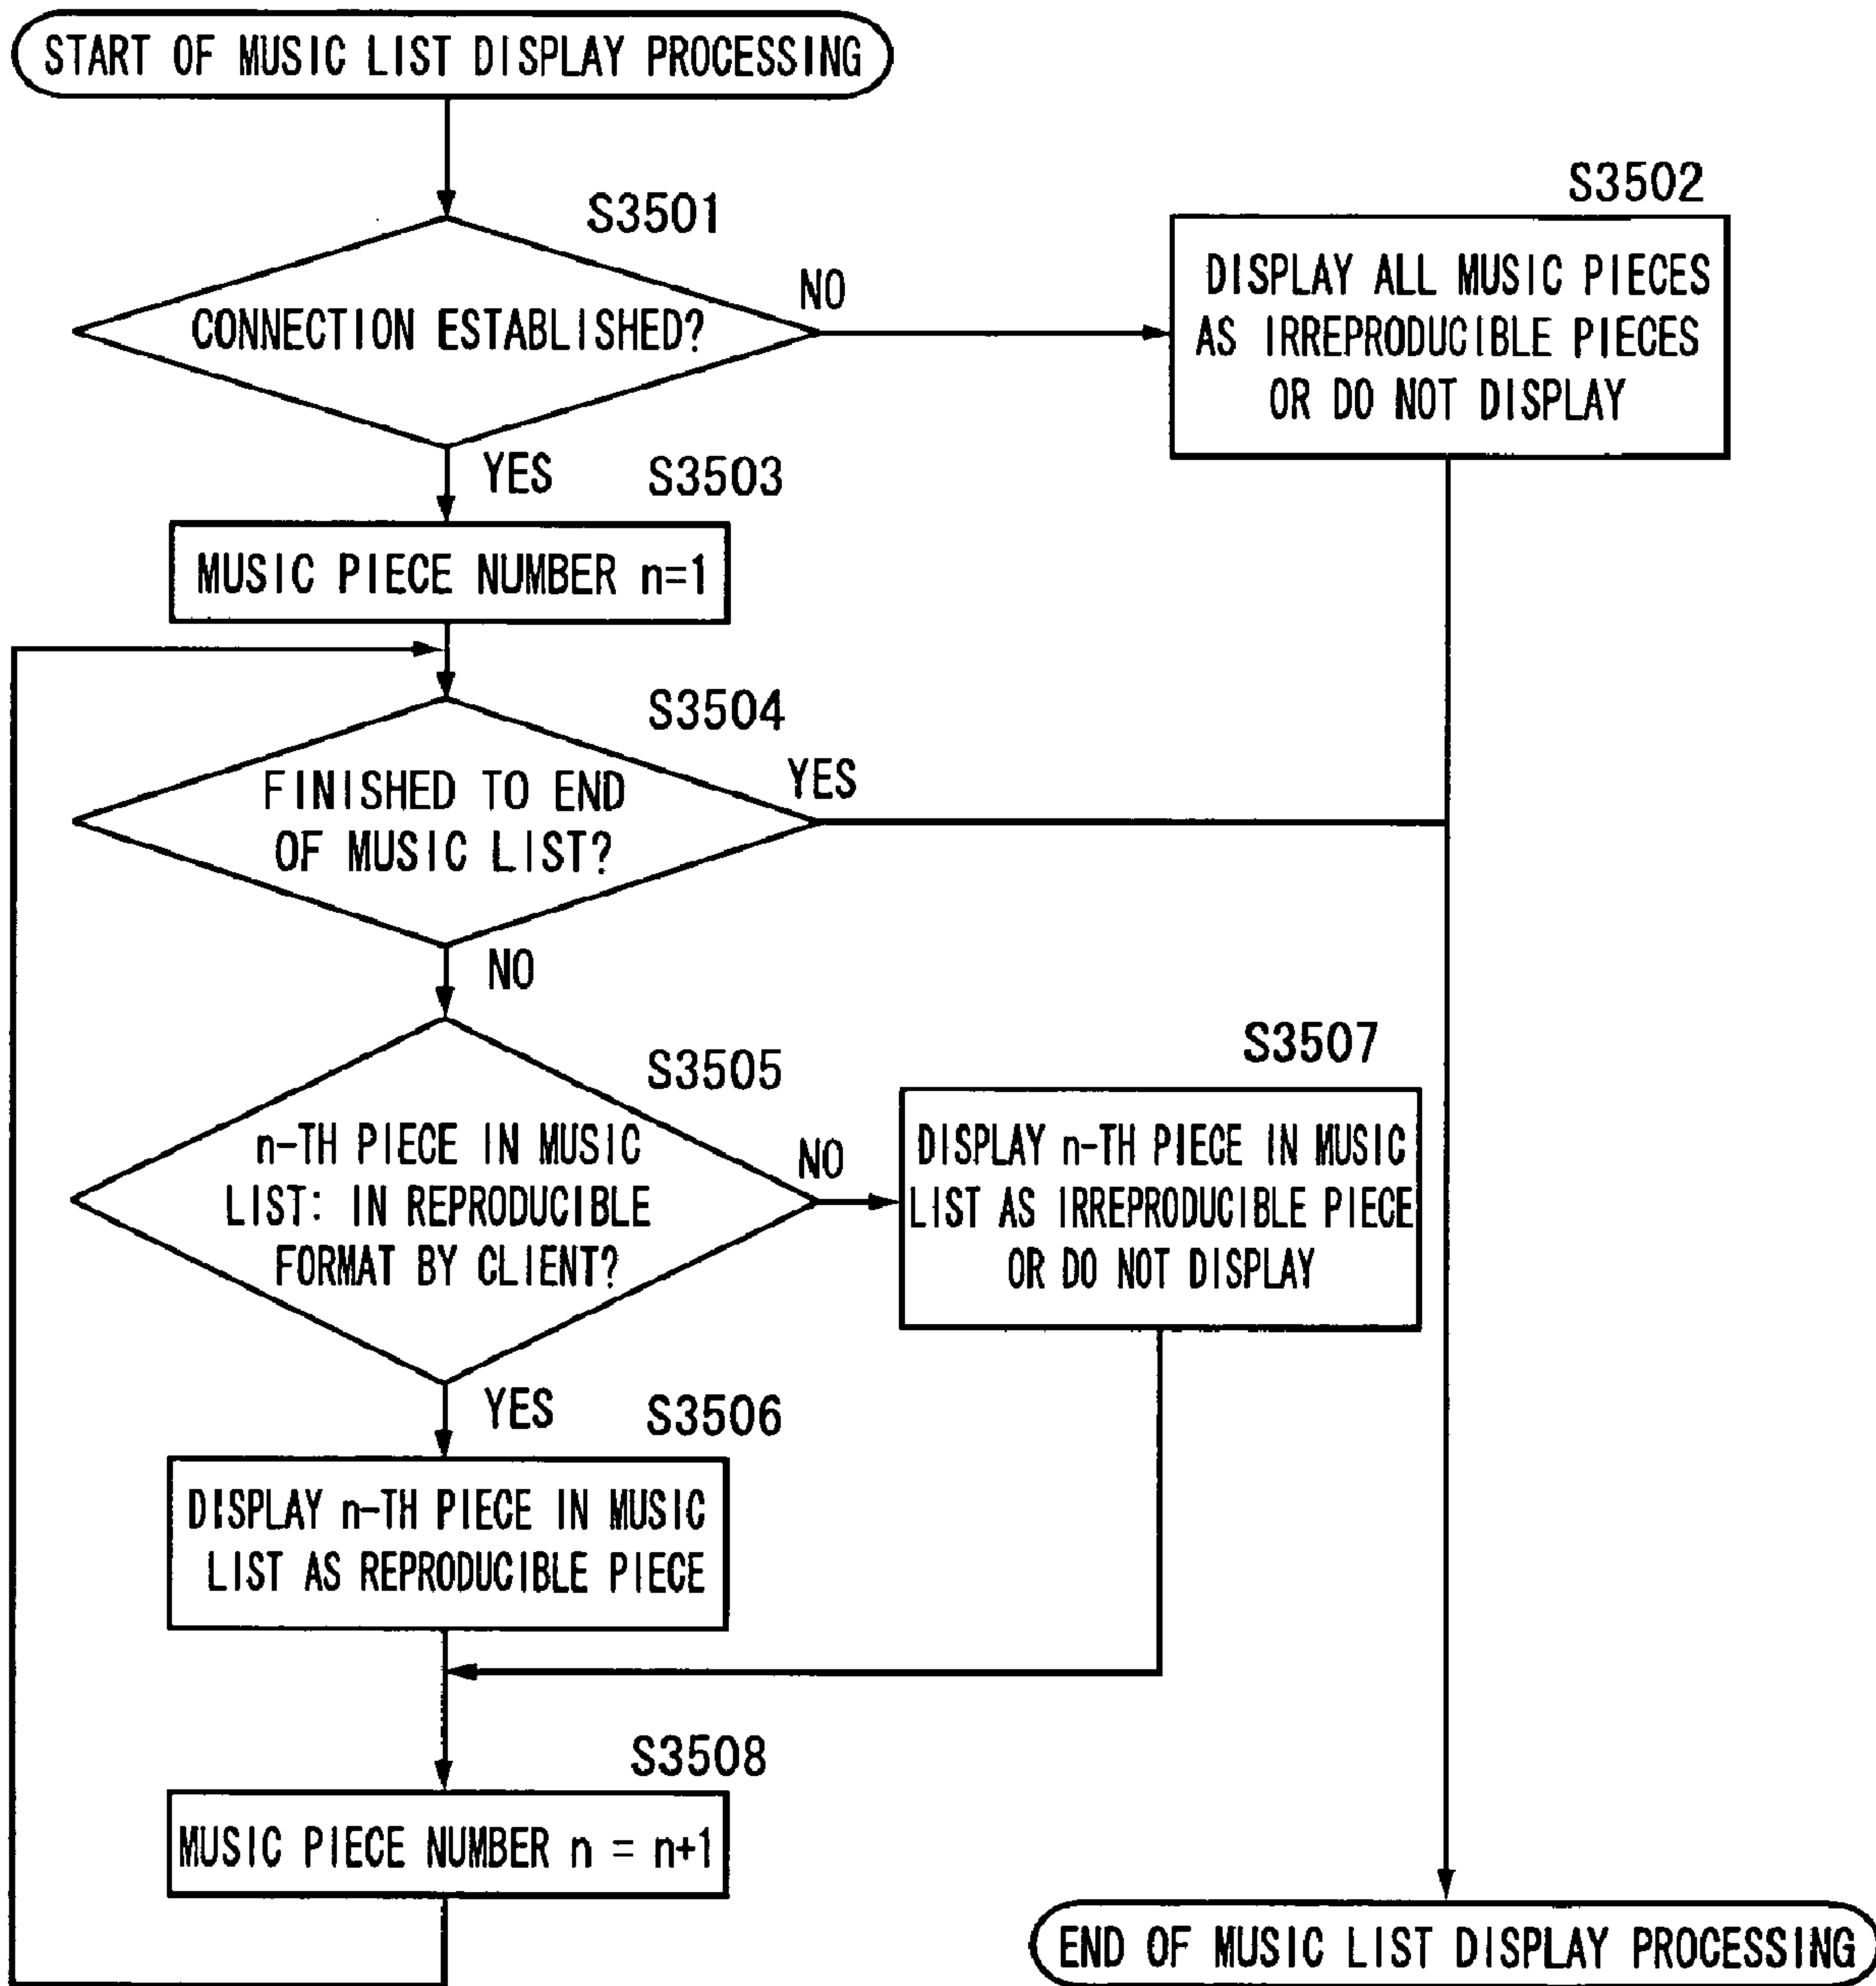 START OF MUSIC LIST DISPLAY PROCESSING
S3501
CONNECTION ESTABLISHED?
NO
S3502
DISPLAY ALL MUSIC PIECES
AS IRREPRODUCIBLE PIECES
OR DO NOT DISPLAY
YES
S3503
MUSIC PIECE NUMBER n=1
S3504
FINISHED TO END
OF MUSIC LIST?
YES
NO
S3505
n-TH PIECE IN MUSIC
LIST: IN REPRODUCIBLE
FORMAT BY CLIENT?
NO
S3507
DISPLAY n-TH PIECE IN MUSIC
LIST AS IRREPRODUCIBLE PIECE
OR DO NOT DISPLAY
YES
S3506
DISPLAY n-TH PIECE IN MUSIC
LIST AS REPRODUCIBLE PIECE
S3508
MUSIC PIECE NUMBER n = n+1
END OF MUSIC LIST DISPLAY PROCESSING